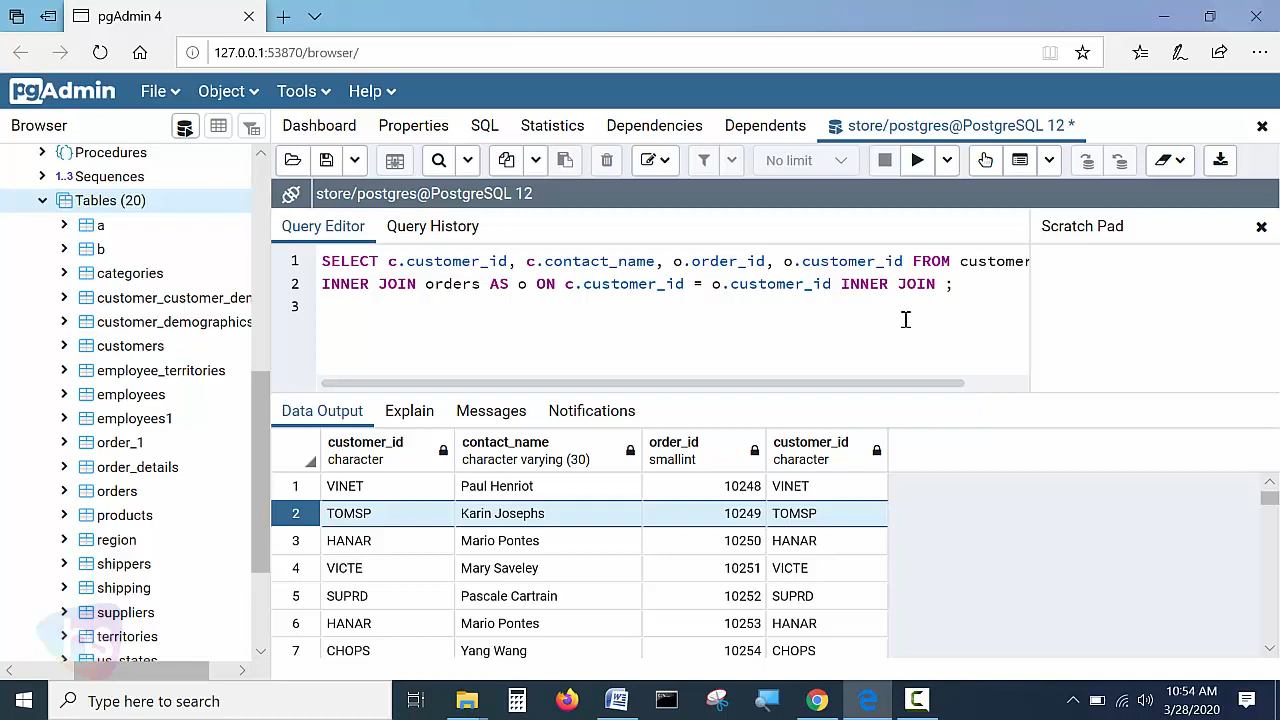 pgAdmin 4
127.0.0.1:53870/browser/
pgAdmin File Object Tools Help
Browser
Dashboard Properties SQL Statistics Dependencies Dependents store/postgres@PostgreSQL 12 *
No limit
store/postgres@PostgreSQL 12
Procedures
1..3 Sequences
Tables (20)
a
b
categories
customer_customer_den
customer_demographics
customers
employee_territories
employees
employees1
order_1
order_details
orders
products
region
shippers
shipping
suppliers
territories
us_states
Query Editor Query History
Scratch Pad
1 SELECT c.customer_id, c.contact_name, o.order_id, o.customer_id FROM customer
2 INNER JOIN orders AS o ON c.customer_id = o.customer_id INNER JOIN ;
3
Data Output Explain Messages Notifications
customer_id contact_name order_id customer_id
character character varying (30) smallint character
1 VINET Paul Henriot 10248 VINET
2 TOMSP Karin Josephs 10249 TOMSP
3 HANAR Mario Pontes 10250 HANAR
4 VICTE Mary Saveley 10251 VICTE
5 SUPRD Pascale Cartrain 10252 SUPRD
6 HANAR Mario Pontes 10253 HANAR
7 CHOPS Yang Wang 10254 CHOPS
Type here to search
10:54 AM
3/28/2020